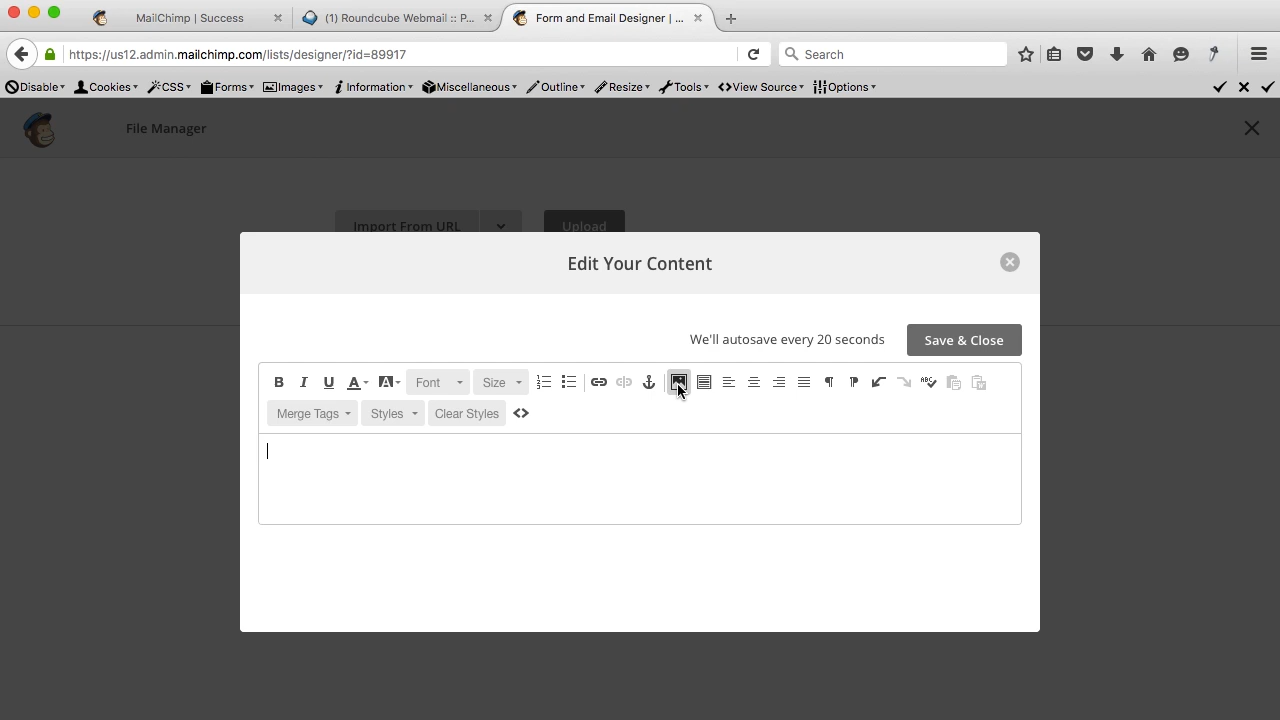 MailChimp | Success
(1) Roundcube Webmail :: P...
Form and Email Designer | ...
https://us12.admin.mailchimp.com/lists/designer/?id=89917
Search
Disable
Cookies
CSS
Forms
Images
Information
Miscellaneous
Outline
Resize
Tools
View Source
Options
File Manager
Import From URL
Upload
Edit Your Content
We'll autosave every 20 seconds
Save & Close
B I U A A Font Size
ABC
Merge Tags Styles Clear Styles